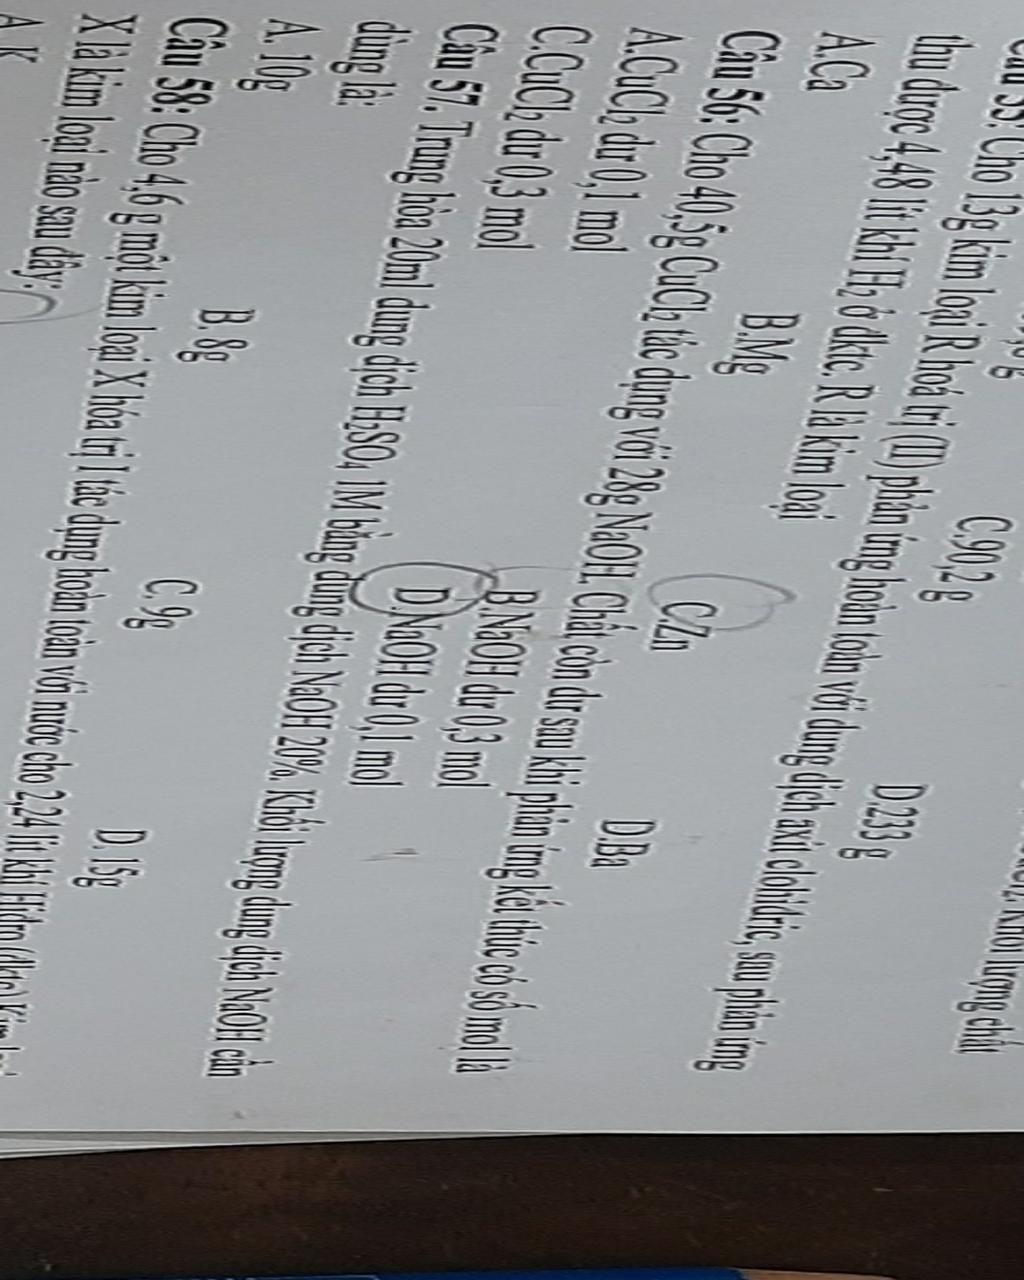 C.90,2 g D.233 g
Câu 55: Cho 13g kim loại R hoá trị (II) phản ứng hoàn toàn với dung dịch axit clohidric, sau phản ứng
thu được 4,48 lít khí H₂ ở đktc. R là kim loại
A.Ca B.Mg C.Zn D.Ba
Câu 56: Cho 40,5g CuCl₂ tác dụng với 28g NaOH. Chất còn dư sau khi phản ứng kết thúc có số mol là
A.CuCl₂ dư 0,1 mol B.NaOH dư 0,3 mol
C.CuCl₂ dư 0,3 mol D.NaOH dư 0,1 mol
Câu 57. Trung hòa 20ml dung dịch H₂SO₄ 1M bằng dung dịch NaOH 20%. Khối lượng dung dịch NaOH cần
dùng là:
A. 10g B. 8g C. 9g D. 15g
Câu 58: Cho 4,6 g một kim loại X hóa trị I tác dụng hoàn toàn với nước cho 2,24 lít khí Hidro (đktc)
X là kim loại nào sau đây:
A. K